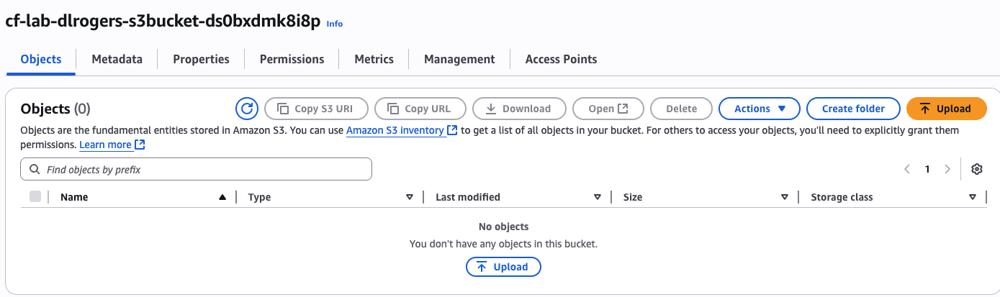 cf-lab-dlrogers-s3bucket-ds0bxdmk8i8p Info
Objects Metadata Properties Permissions Metrics Management Access Points
Objects (0) Copy S3 URI Copy URL Download Open Delete Actions Create folder Upload
Objects are the fundamental entities stored in Amazon S3. You can use Amazon S3 inventory to get a list of all objects in your bucket. For others to access your objects, you'll need to explicitly grant them
permissions. Learn more
Find objects by prefix 1
Name Type Last modified Size Storage class
No objects
You don't have any objects in this bucket.
Upload